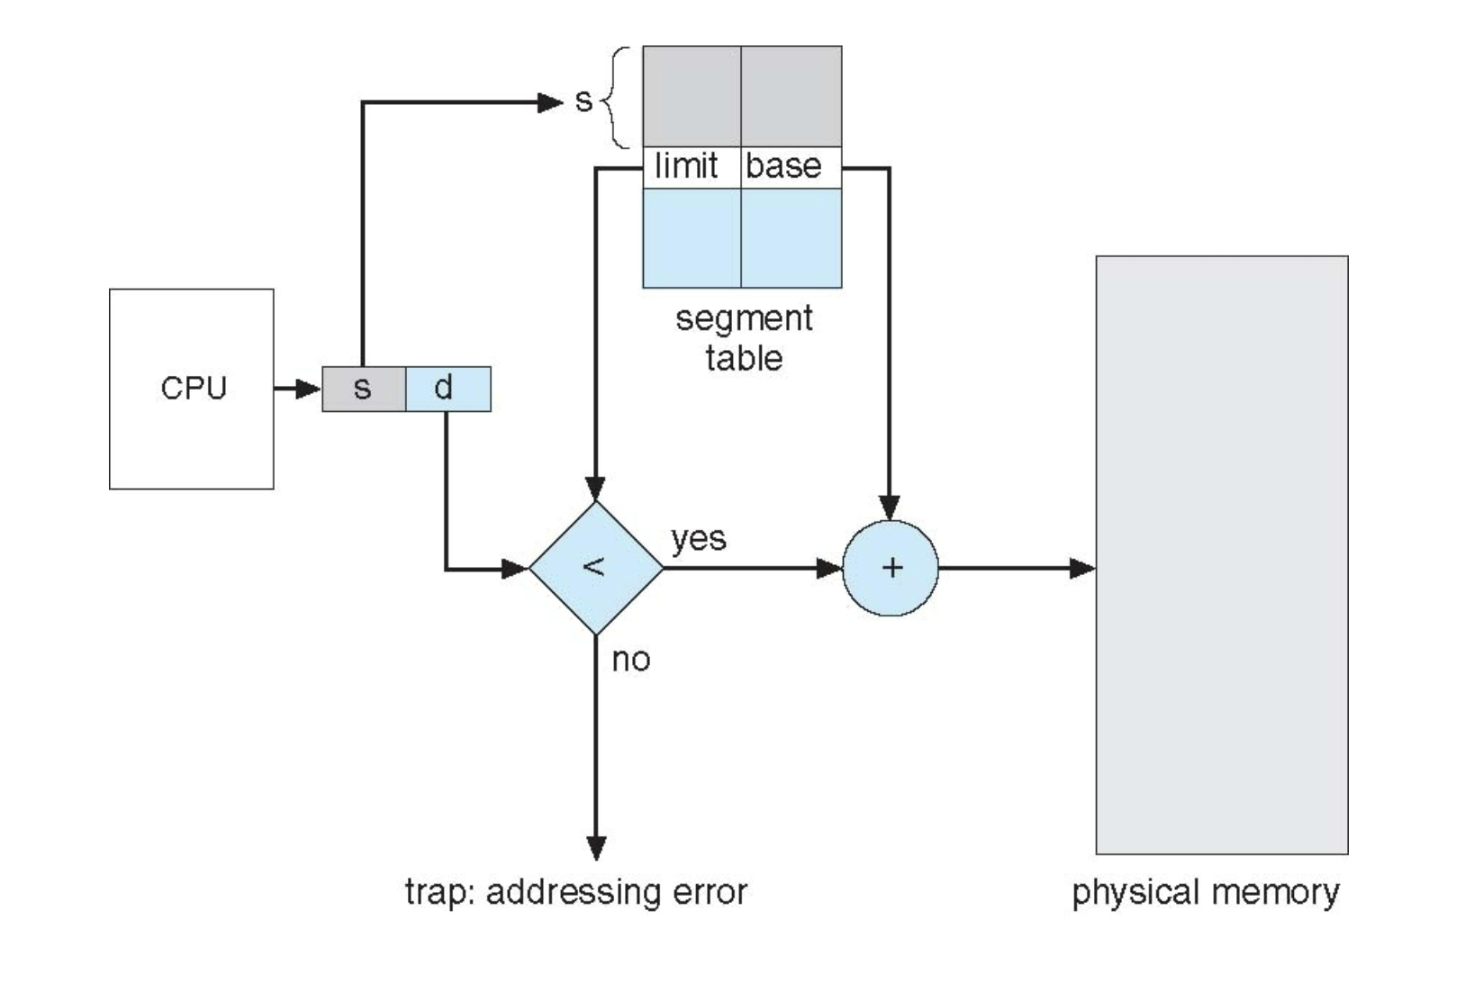 s
limit base
segment
table
CPU
s d
<
yes
+
no
trap: addressing error
physical memory